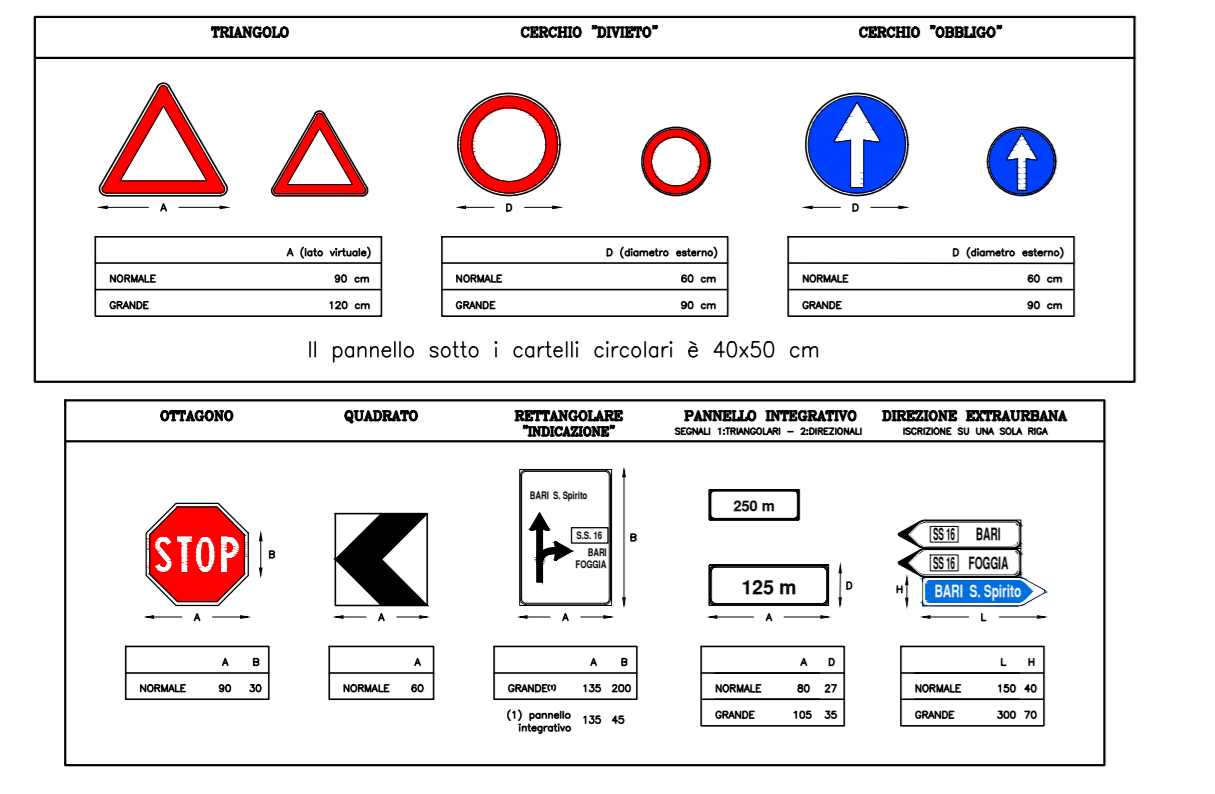 TRIANGOLO
CERCHIO "DIVIETO"
CERCHIO "OBBLIGO"
A
D
D
A (lato virtuale)
NORMALE 90 cm
GRANDE 120 cm
D (diametro esterno)
NORMALE 60 cm
GRANDE 90 cm
D (diametro esterno)
NORMALE 60 cm
GRANDE 90 cm
Il pannello sotto i cartelli circolari è 40x50 cm
OTTAGONO
QUADRATO
RETTANGOLARE
"INDICAZIONE"
PANNELLO INTEGRATIVO
SEGNALI 1:TRIANGOLARI – 2:DIREZIONALI
DIREZIONE EXTRAURBANA
ISCRIZIONE SU UNA SOLA RIGA
STOP
B
A
A
BARI S. Spirito
S.S. 16
BARI
FOGGIA
B
A
250 m
125 m
D
A
SS 16 BARI
SS 16 FOGGIA
BARI S. Spirito
H
L
A B
NORMALE 90 30
A
NORMALE 60
A B
GRANDE(1) 135 200
(1) pannello
integrativo
135 45
A D
NORMALE 80 27
GRANDE 105 35
L H
NORMALE 150 40
GRANDE 300 70